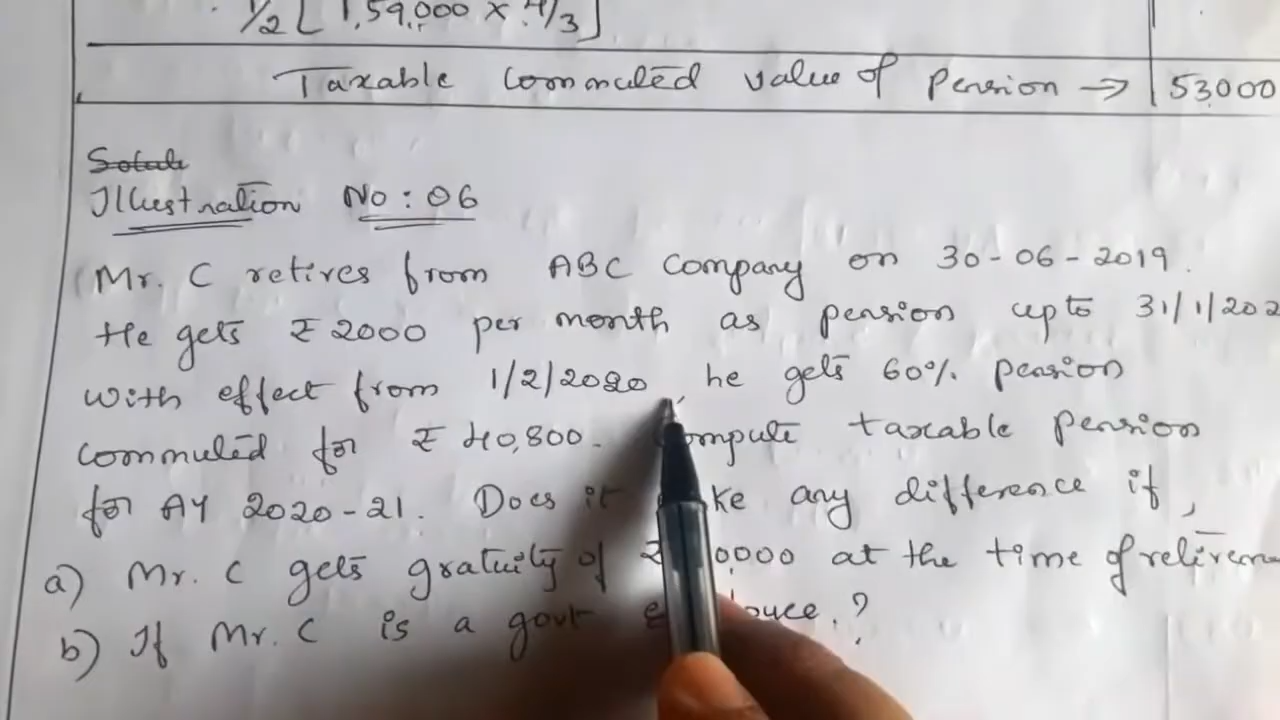 1/2 [ 1,59,000 × 4/3 ]
Taxable commuted value of Pension → 53000
Illustration No : 06
Mr. C retires from ABC Company on 30-06-2019.
He gets ₹ 2000 per month as pension upto 31/1/202
with effect from 1/2/2020, he gets 60% pension
commuted for ₹ 40,800. compute taxable pension
for AY 2020-21. Does it ke any difference if,
a) Mr. C gets gratuity of ₹ 0,000 at the time of retireme
b) If Mr. C is a govt e ?